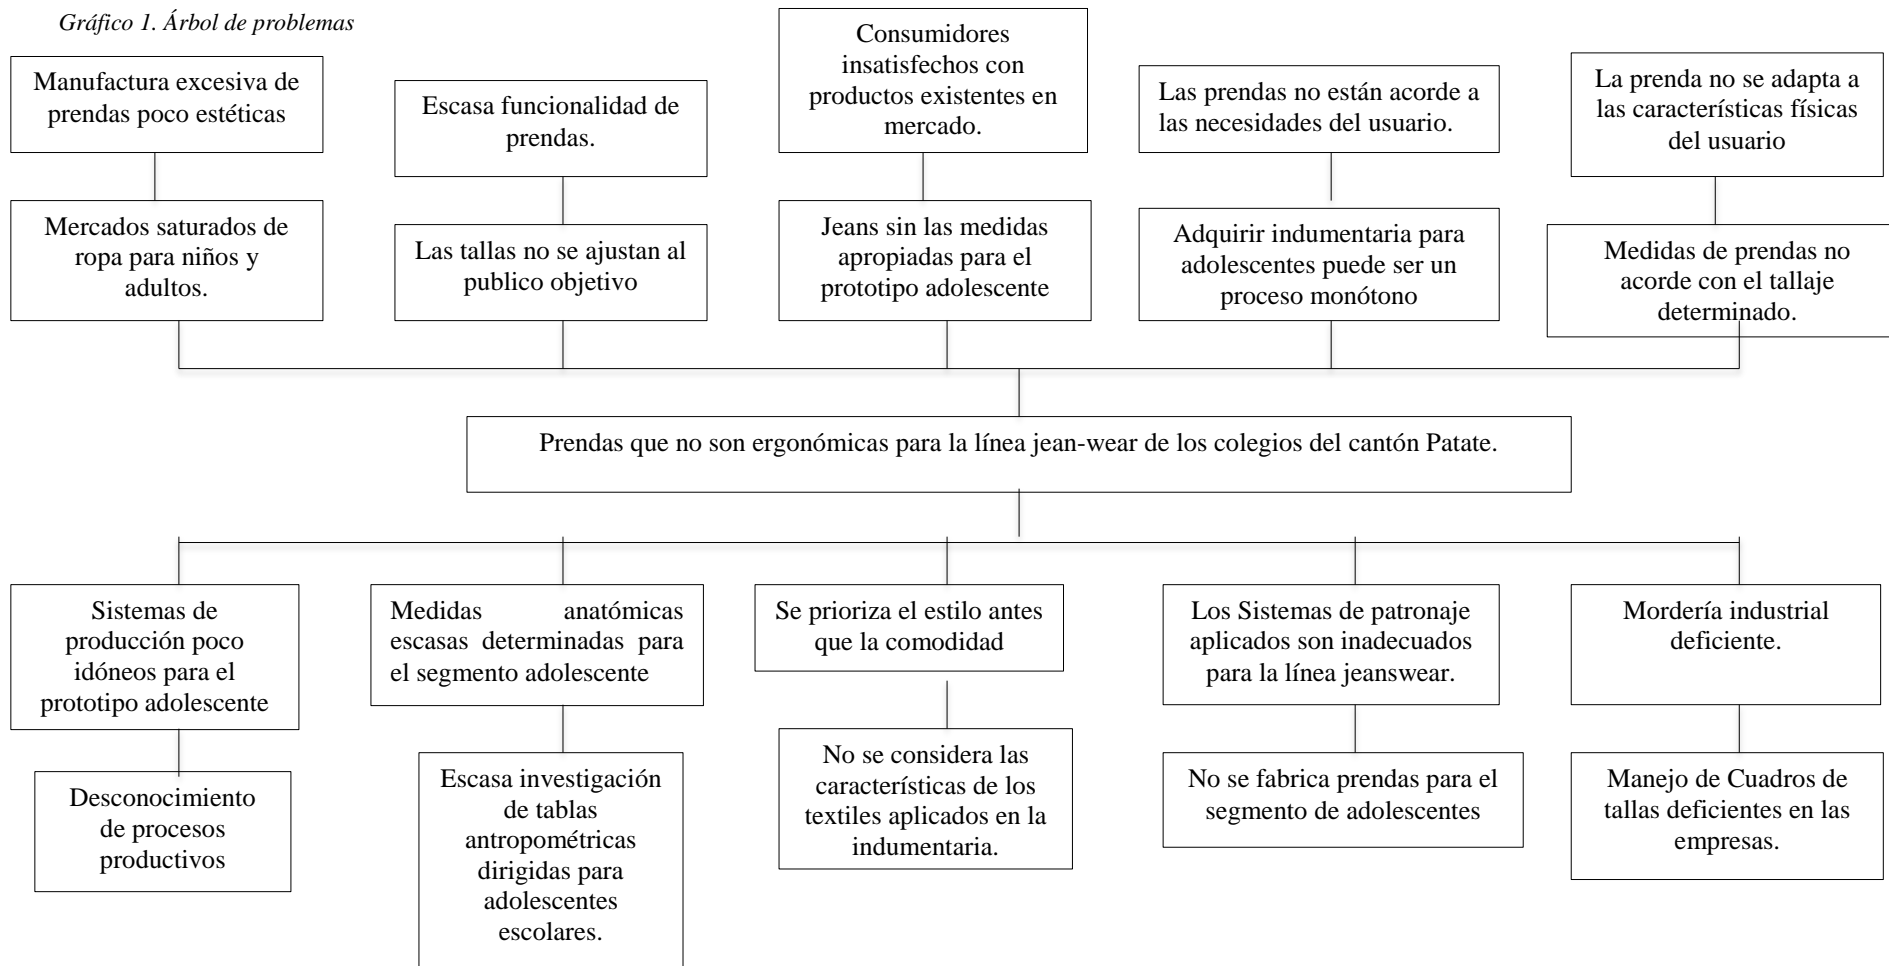 Gráfico 1. Árbol de problemas
Manufactura excesiva de
prendas poco estéticas
Escasa funcionalidad de
prendas.
Consumidores
insatisfechos con
productos existentes en
mercado.
Las prendas no están acorde a
las necesidades del usuario.
La prenda no se adapta a
las características físicas
del usuario
Mercados saturados de
ropa para niños y
adultos.
Las tallas no se ajustan al
publico objetivo
Jeans sin las medidas
apropiadas para el
prototipo adolescente
Adquirir indumentaria para
adolescentes puede ser un
proceso monótono
Medidas de prendas no
acorde con el tallaje
determinado.
Prendas que no son ergonómicas para la línea jean-wear de los colegios del cantón Patate.
Sistemas de
producción poco
idóneos para el
prototipo adolescente
Medidas anatómicas
escasas determinadas para
el segmento adolescente
Se prioriza el estilo antes
que la comodidad
Los Sistemas de patronaje
aplicados son inadecuados
para la línea jeanswear.
Mordería industrial
deficiente.
Desconocimiento
de procesos
productivos
Escasa investigación
de tablas
antropométricas
dirigidas para
adolescentes
escolares.
No se considera las
características de los
textiles aplicados en la
indumentaria.
No se fabrica prendas para el
segmento de adolescentes
Manejo de Cuadros de
tallas deficientes en las
empresas.